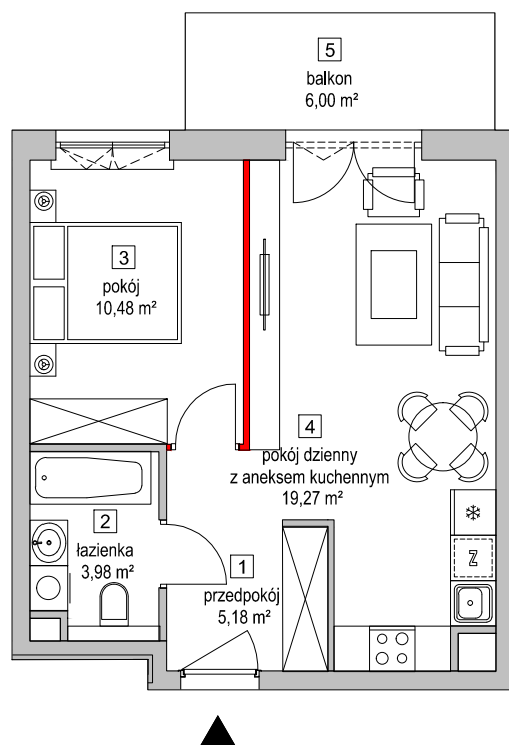 5
balkon
6,00 m²
3
pokój
10,48 m²
4
pokój dzienny
z aneksem kuchennym
19,27 m²
2
łazienka
3,98 m²
1
przedpokój
5,18 m²
Z